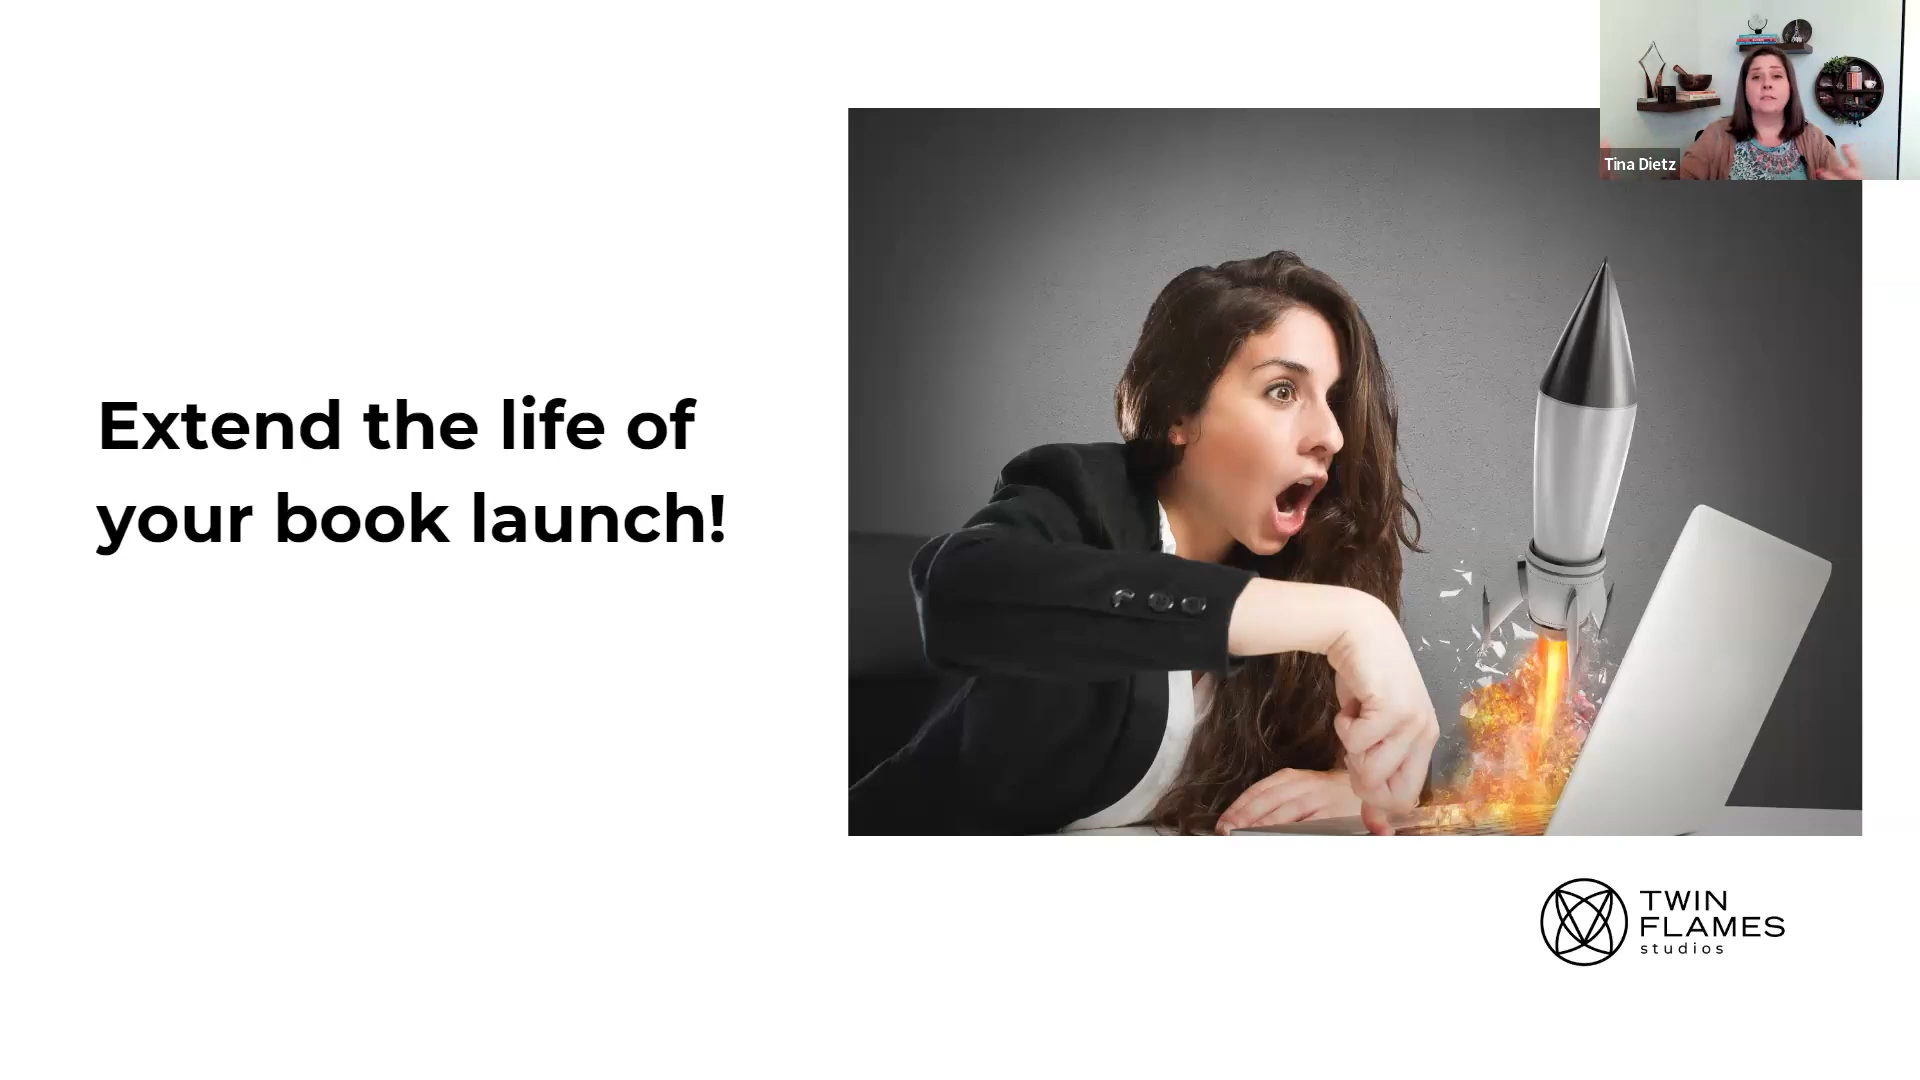 Tina Dietz
Extend the life of
your book launch!
TWIN
FLAMES
studios